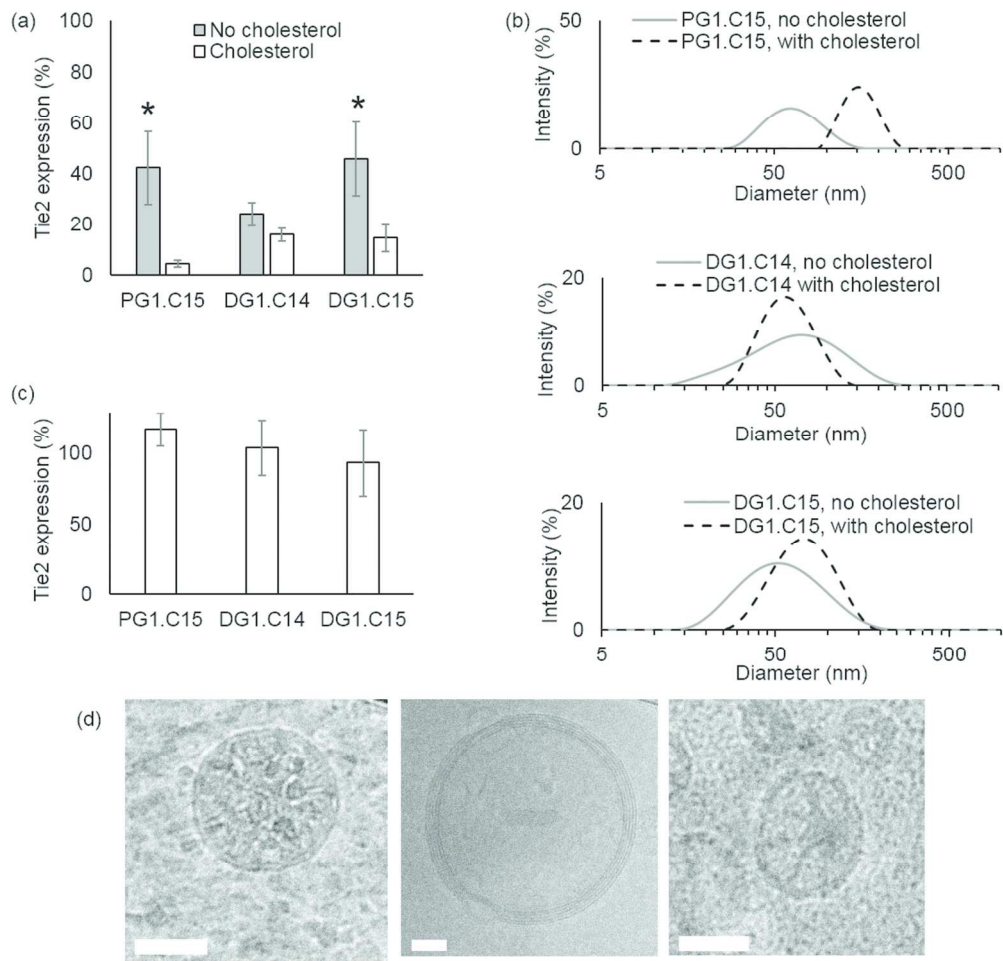 (a)
No cholesterol
Cholesterol
Tie2 expression (%)
100
80
60
40
20
0
*
*
PG1.C15
DG1.C14
DG1.C15
(b)
PG1.C15, no cholesterol
PG1.C15, with cholesterol
Intensity (%)
50
0
5
50
500
Diameter (nm)
DG1.C14, no cholesterol
DG1.C14 with cholesterol
Intensity (%)
20
0
5
50
500
Diameter (nm)
DG1.C15, no cholesterol
DG1.C15, with cholesterol
Intensity (%)
20
0
5
50
500
Diameter (nm)
(c)
Tie2 expression (%)
100
50
0
PG1.C15
DG1.C14
DG1.C15
(d)